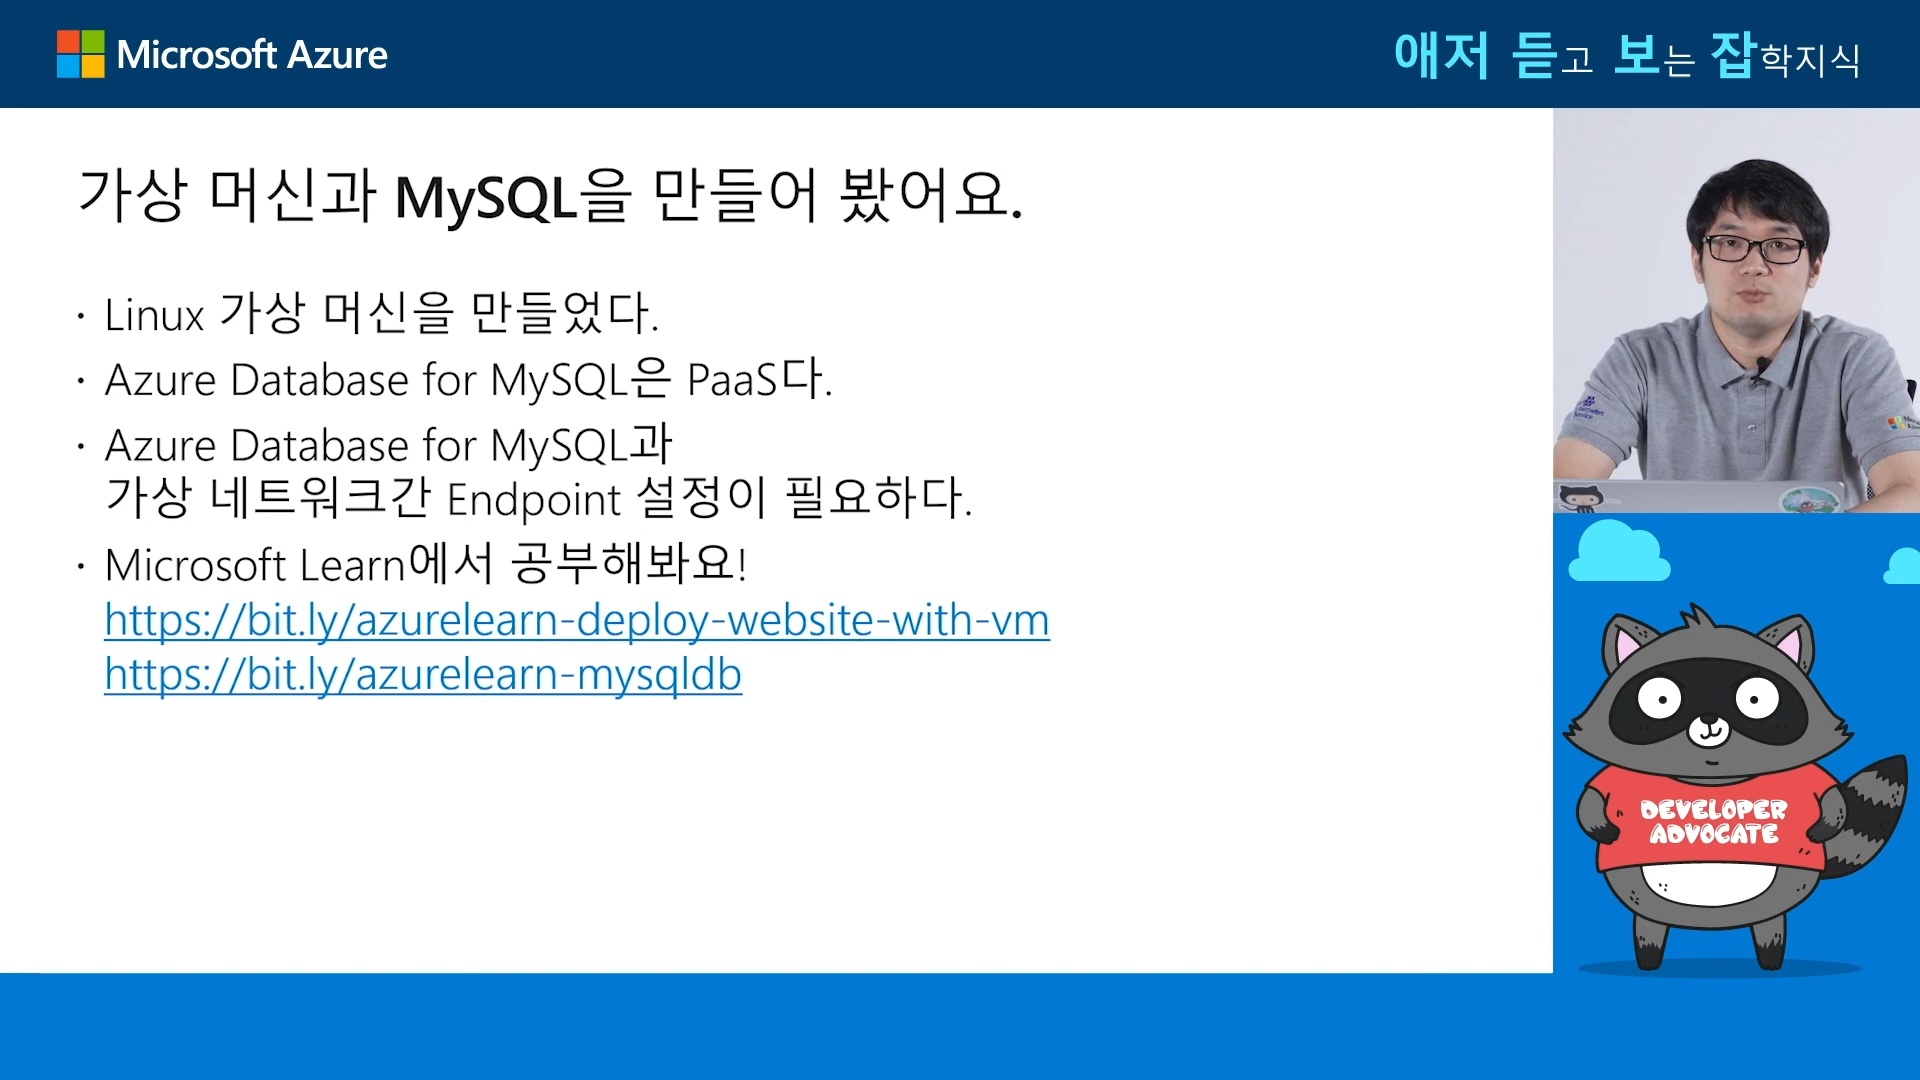 Microsoft Azure
애저 듣고 보는 잡학지식
가상 머신과 MySQL을 만들어 봤어요.
· Linux 가상 머신을 만들었다.
· Azure Database for MySQL은 PaaS다.
· Azure Database for MySQL과
가상 네트워크간 Endpoint 설정이 필요하다.
· Microsoft Learn에서 공부해봐요!
https://bit.ly/azurelearn-deploy-website-with-vm
https://bit.ly/azurelearn-mysqldb
DEVELOPER
ADVOCATE